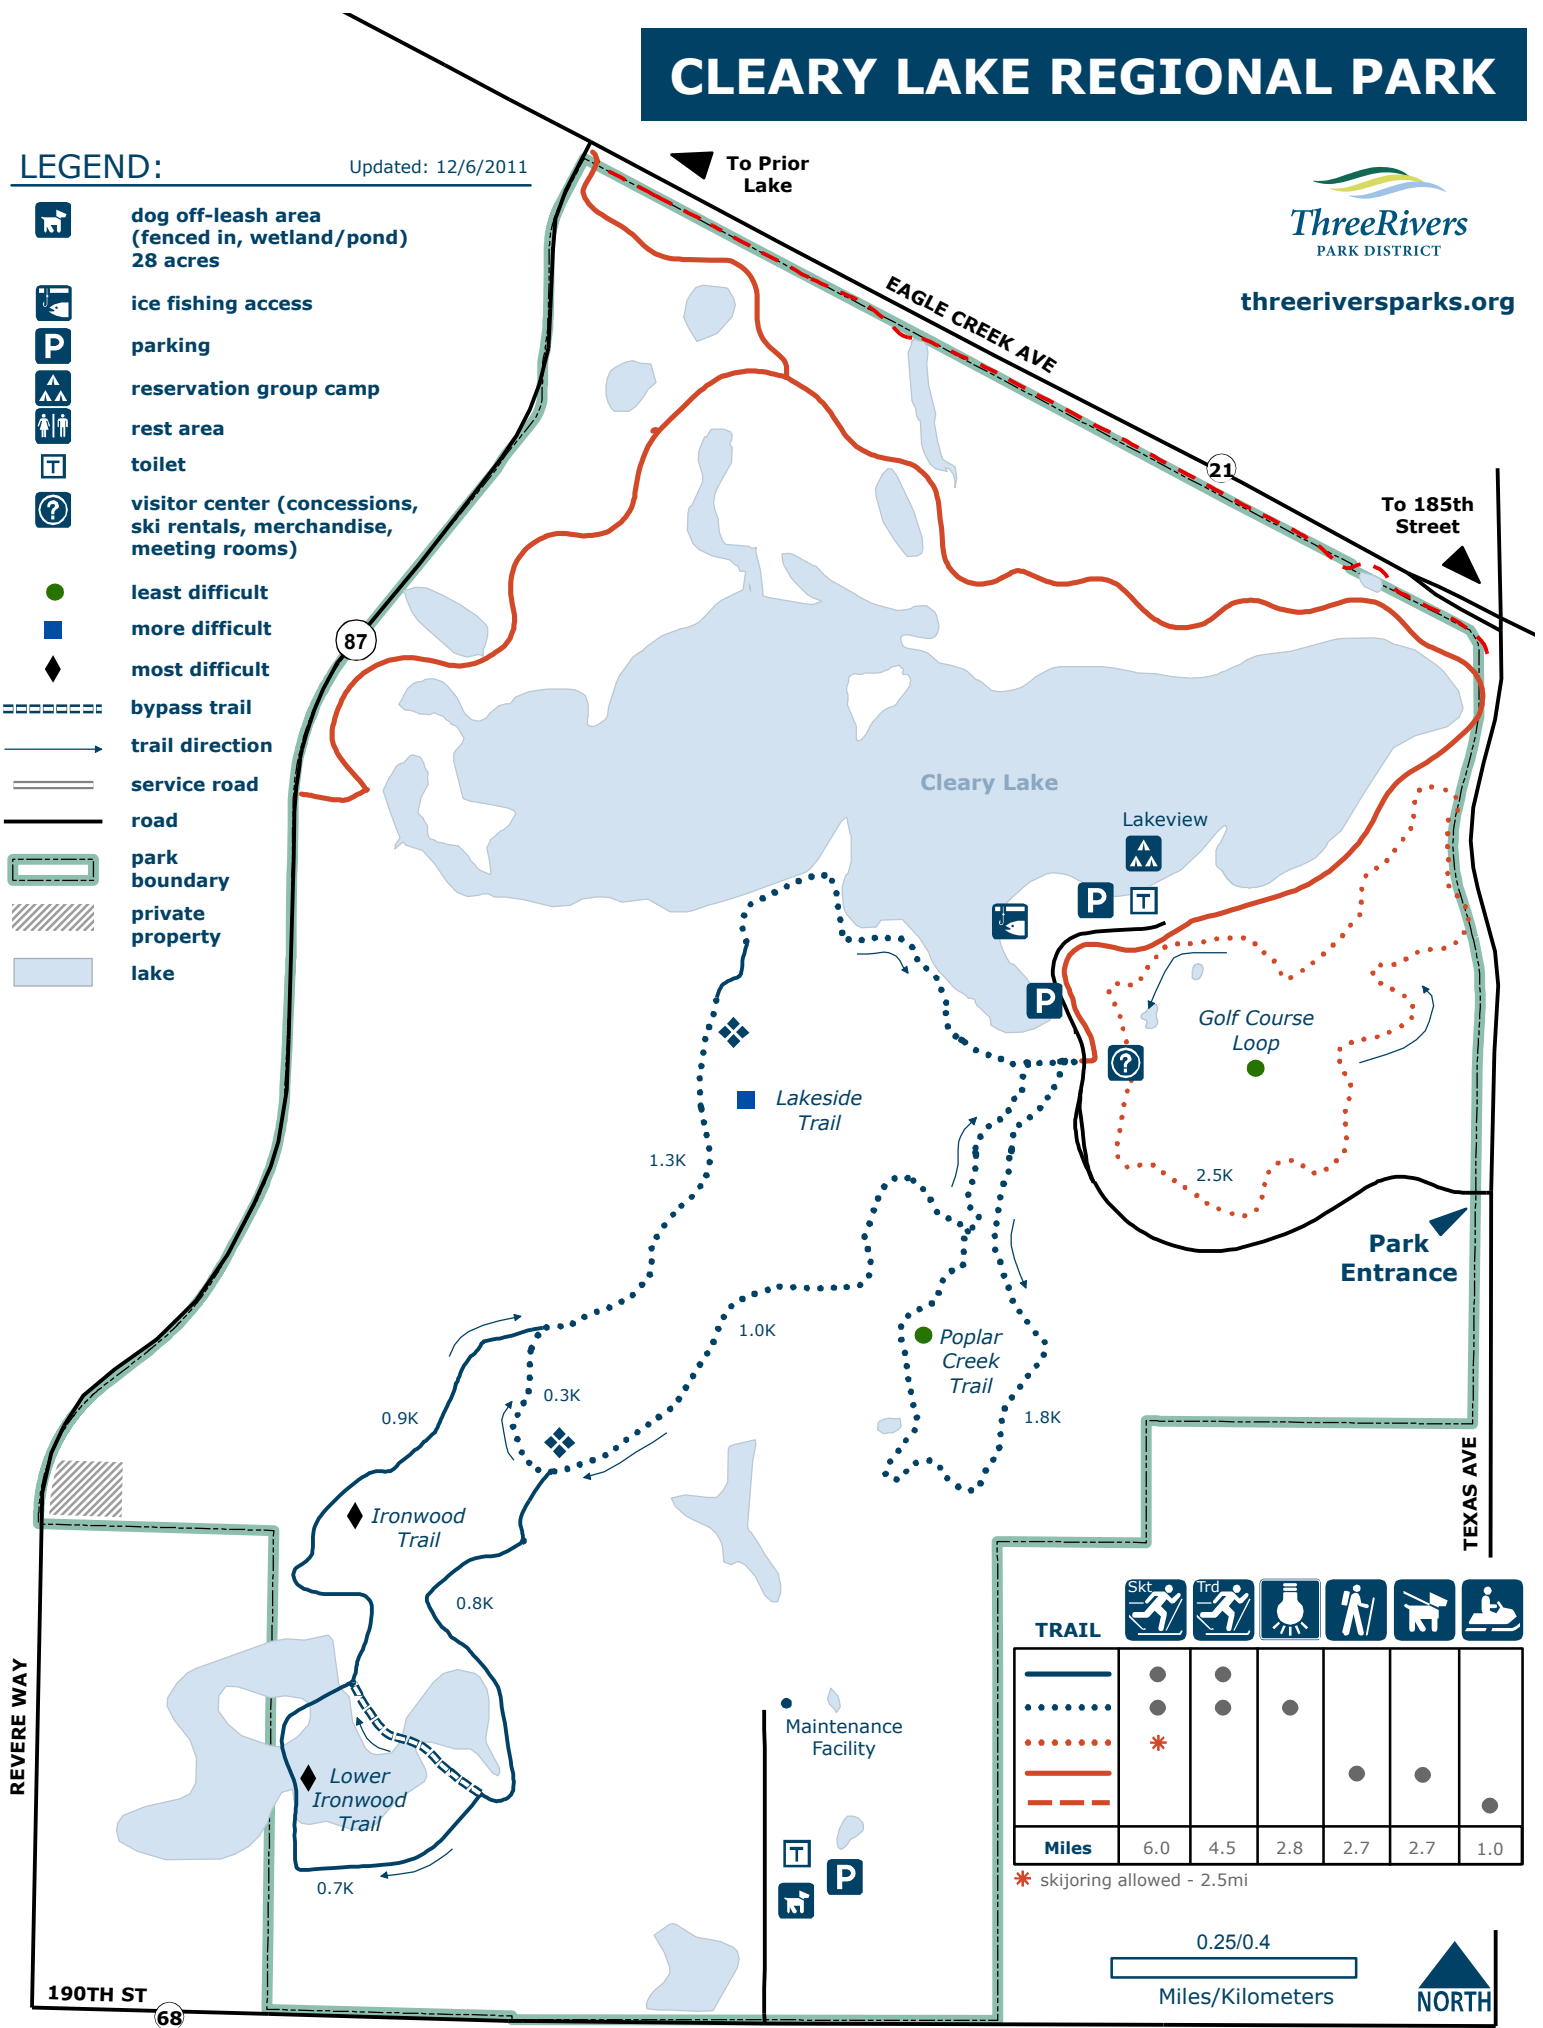 CLEARY LAKE REGIONAL PARK
LEGEND:
Updated: 12/6/2011
dog off-leash area
(fenced in, wetland/pond)
28 acres
ice fishing access
P
parking
reservation group camp
rest area
T
toilet
?
visitor center (concessions,
ski rentals, merchandise,
meeting rooms)
least difficult
more difficult
most difficult
bypass trail
trail direction
service road
road
park
boundary
private
property
lake
To Prior
Lake
ThreeRivers
PARK DISTRICT
threeriversparks.org
EAGLE CREEK AVE
21
To 185th
Street
87
Cleary Lake
Lakeview
P
T
P
?
Golf Course
Loop
Lakeside
Trail
1.3K
2.5K
Park
Entrance
1.0K
Poplar
Creek
Trail
0.3K
0.9K
1.8K
Ironwood
Trail
0.8K
TEXAS AVE
REVERE WAY
Maintenance
Facility
Lower
Ironwood
Trail
0.7K
T
P
TRAIL
Skt
Trd
Miles
6.0
4.5
2.8
2.7
2.7
1.0
skijoring allowed - 2.5mi
0.25/0.4
Miles/Kilometers
NORTH
190TH ST
68